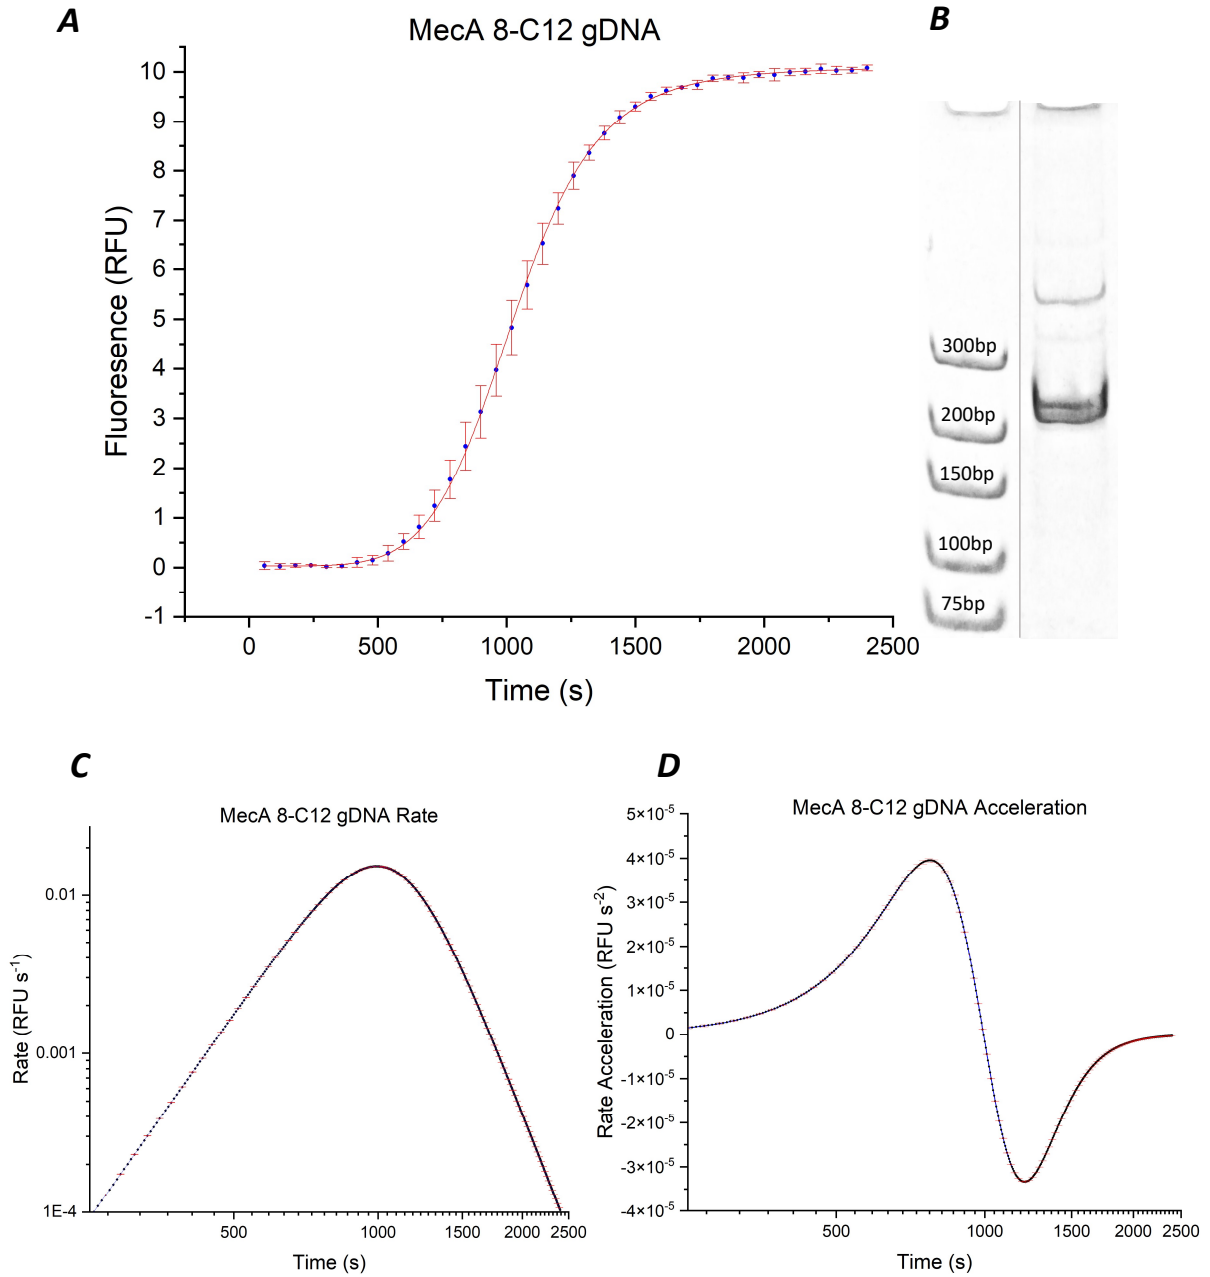 A
MecA 8-C12 gDNA
10
9
8
7
6
5
4
3
2
1
0
-1
Fluoresence (RFU)
0 500 1000 1500 2000 2500
Time (s)
B
300bp
200bp
150bp
100bp
75bp
C
MecA 8-C12 gDNA Rate
0.01
0.001
1E-4
Rate (RFU s⁻¹)
500 1000 1500 2000 2500
Time (s)
D
MecA 8-C12 gDNA Acceleration
5×10⁻⁵
4×10⁻⁵
3×10⁻⁵
2×10⁻⁵
1×10⁻⁵
0
-1×10⁻⁵
-2×10⁻⁵
-3×10⁻⁵
-4×10⁻⁵
Rate Acceleration (RFU s⁻²)
500 1000 1500 2000 2500
Time (s)